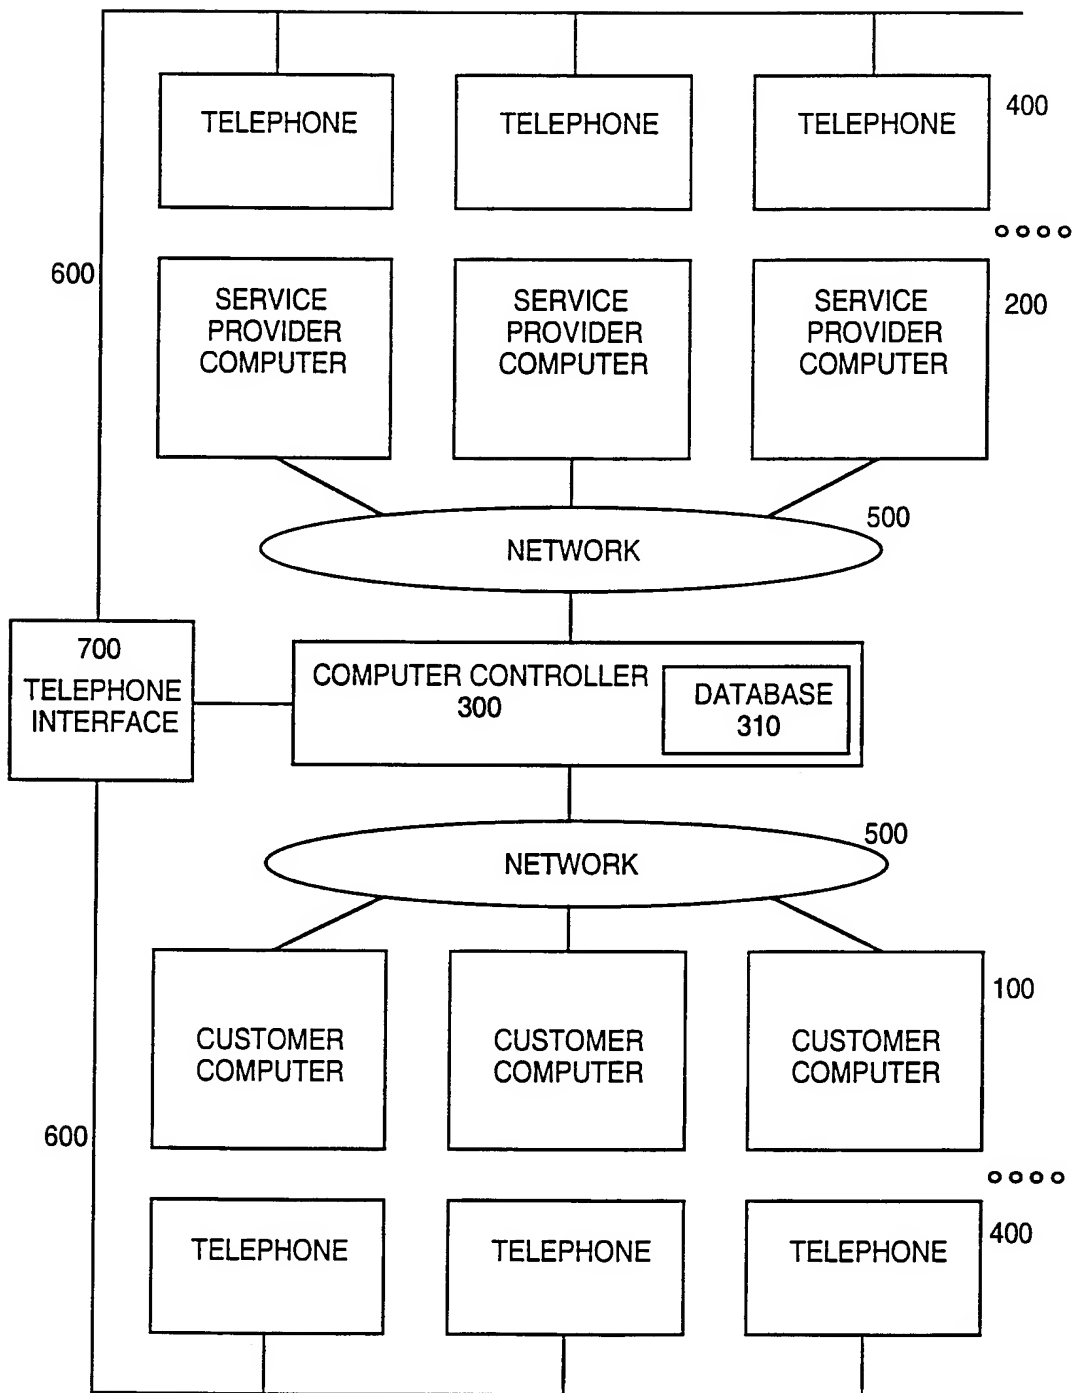 TELEPHONE
TELEPHONE
TELEPHONE
400
600
SERVICE
PROVIDER
COMPUTER
SERVICE
PROVIDER
COMPUTER
SERVICE
PROVIDER
COMPUTER
200
500
NETWORK
700
TELEPHONE
INTERFACE
COMPUTER CONTROLLER
300
DATABASE
310
500
NETWORK
100
CUSTOMER
COMPUTER
CUSTOMER
COMPUTER
CUSTOMER
COMPUTER
600
TELEPHONE
TELEPHONE
TELEPHONE
400